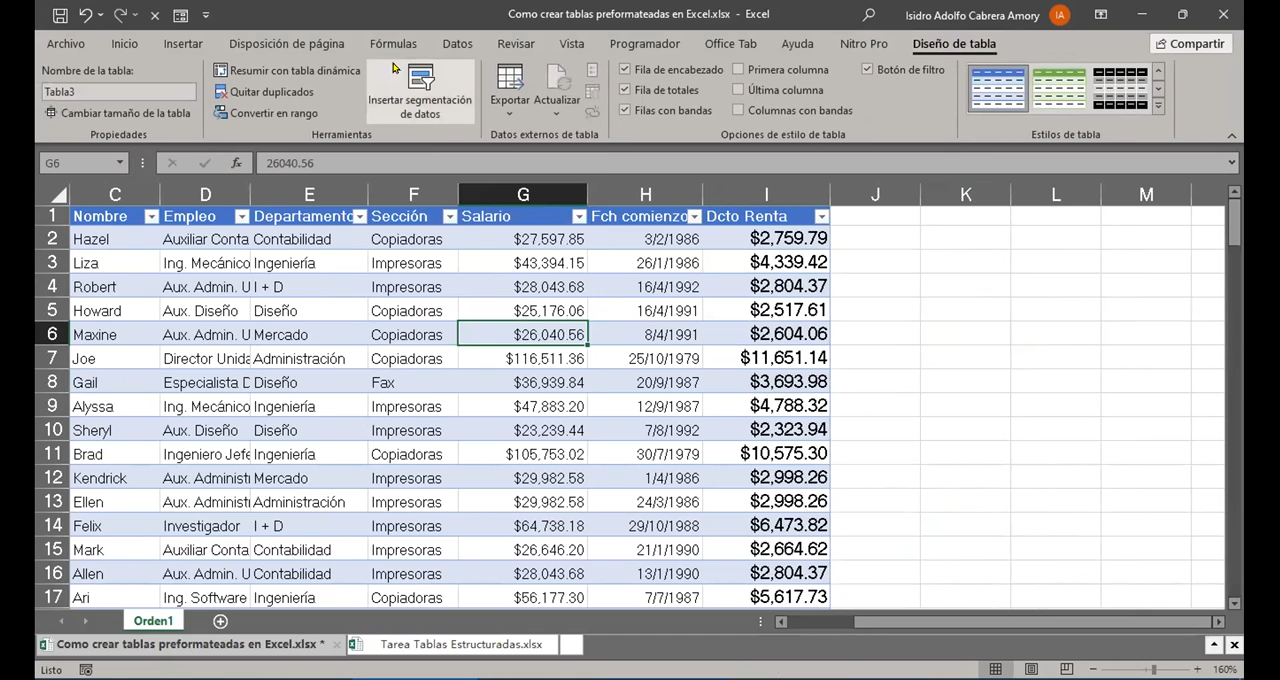 Como crear tablas preformateadas en Excel.xlsx - Excel
Isidro Adolfo Cabrera Amory IA
Archivo Inicio Insertar Disposición de página Fórmulas Datos Revisar Vista Programador Office Tab Ayuda Nitro Pro Diseño de tabla Compartir
Nombre de la tabla:
Tabla3
Cambiar tamaño de la tabla
Propiedades
Resumir con tabla dinámica
Quitar duplicados
Convertir en rango
Insertar segmentación
de datos
Herramientas
Exportar Actualizar
Datos externos de tabla
Fila de encabezado Primera columna Botón de filtro
Fila de totales Última columna
Filas con bandas Columnas con bandas
Opciones de estilo de tabla
Estilos de tabla
G6 fx 26040.56
C D E F G H I J K L M
1 Nombre Empleo Departamento Sección Salario Fch comienzo Dcto Renta
2 Hazel Auxiliar Conta Contabilidad Copiadoras $27,597.85 3/2/1986 $2,759.79
3 Liza Ing. Mecánico Ingeniería Impresoras $43,394.15 26/1/1986 $4,339.42
4 Robert Aux. Admin. U I + D Impresoras $28,043.68 16/4/1992 $2,804.37
5 Howard Aux. Diseño Diseño Copiadoras $25,176.06 16/4/1991 $2,517.61
6 Maxine Aux. Admin. U Mercado Copiadoras $26,040.56 8/4/1991 $2,604.06
7 Joe Director Unida Administración Copiadoras $116,511.36 25/10/1979 $11,651.14
8 Gail Especialista D Diseño Fax $36,939.84 20/9/1987 $3,693.98
9 Alyssa Ing. Mecánico Ingeniería Impresoras $47,883.20 12/9/1987 $4,788.32
10 Sheryl Aux. Diseño Diseño Impresoras $23,239.44 7/8/1992 $2,323.94
11 Brad Ingeniero Jefe Ingeniería Copiadoras $105,753.02 30/7/1979 $10,575.30
12 Kendrick Aux. Administ Mercado Impresoras $29,982.58 1/4/1986 $2,998.26
13 Ellen Aux. Administ Administración Impresoras $29,982.58 24/3/1986 $2,998.26
14 Felix Investigador I + D Impresoras $64,738.18 29/10/1988 $6,473.82
15 Mark Auxiliar Conta Contabilidad Impresoras $26,646.20 21/1/1990 $2,664.62
16 Allen Aux. Admin. U Contabilidad Impresoras $28,043.68 13/1/1990 $2,804.37
17 Ari Ing. Software Ingeniería Copiadoras $56,177.30 7/7/1987 $5,617.73
Orden1
Como crear tablas preformateadas en Excel.xlsx * Tarea Tablas Estructuradas.xlsx
Listo 160%